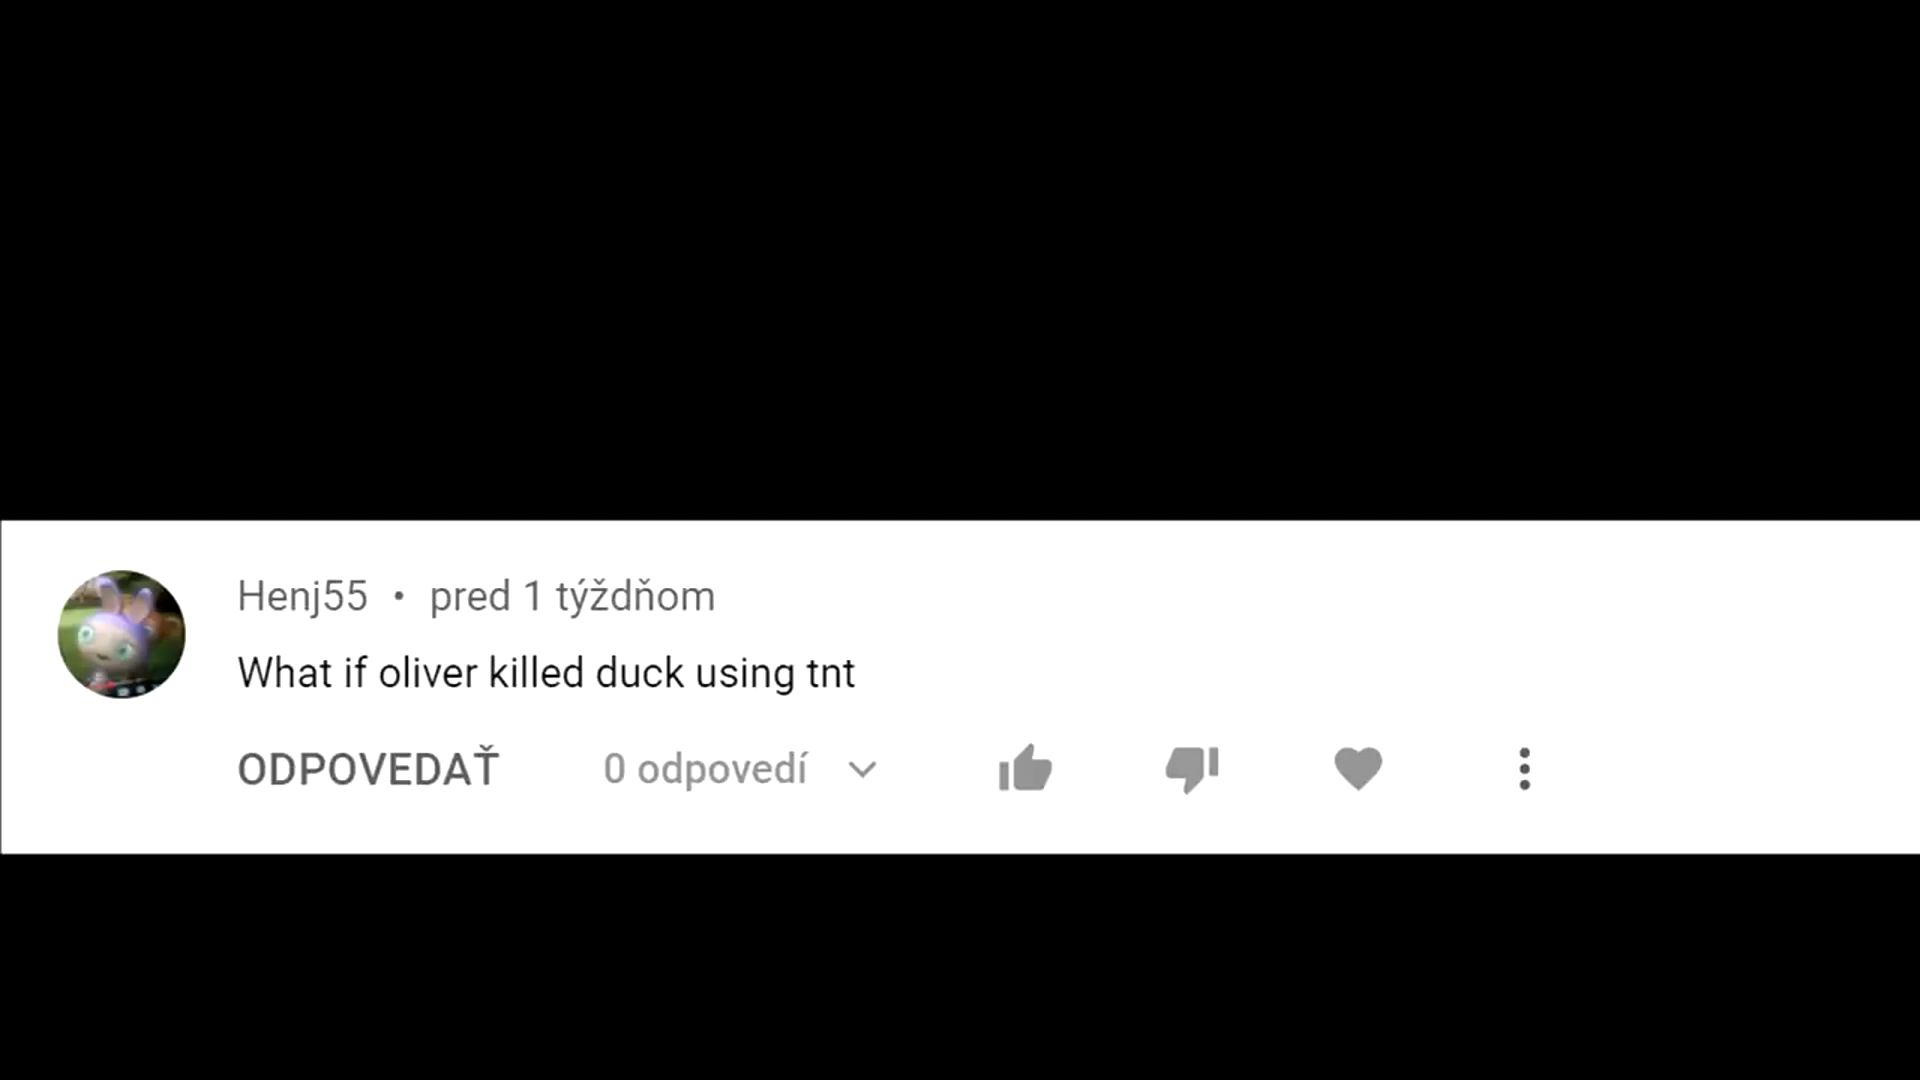 Henj55 • pred 1 týždňom
What if oliver killed duck using tnt
ODPOVEDAŤ 0 odpovedí